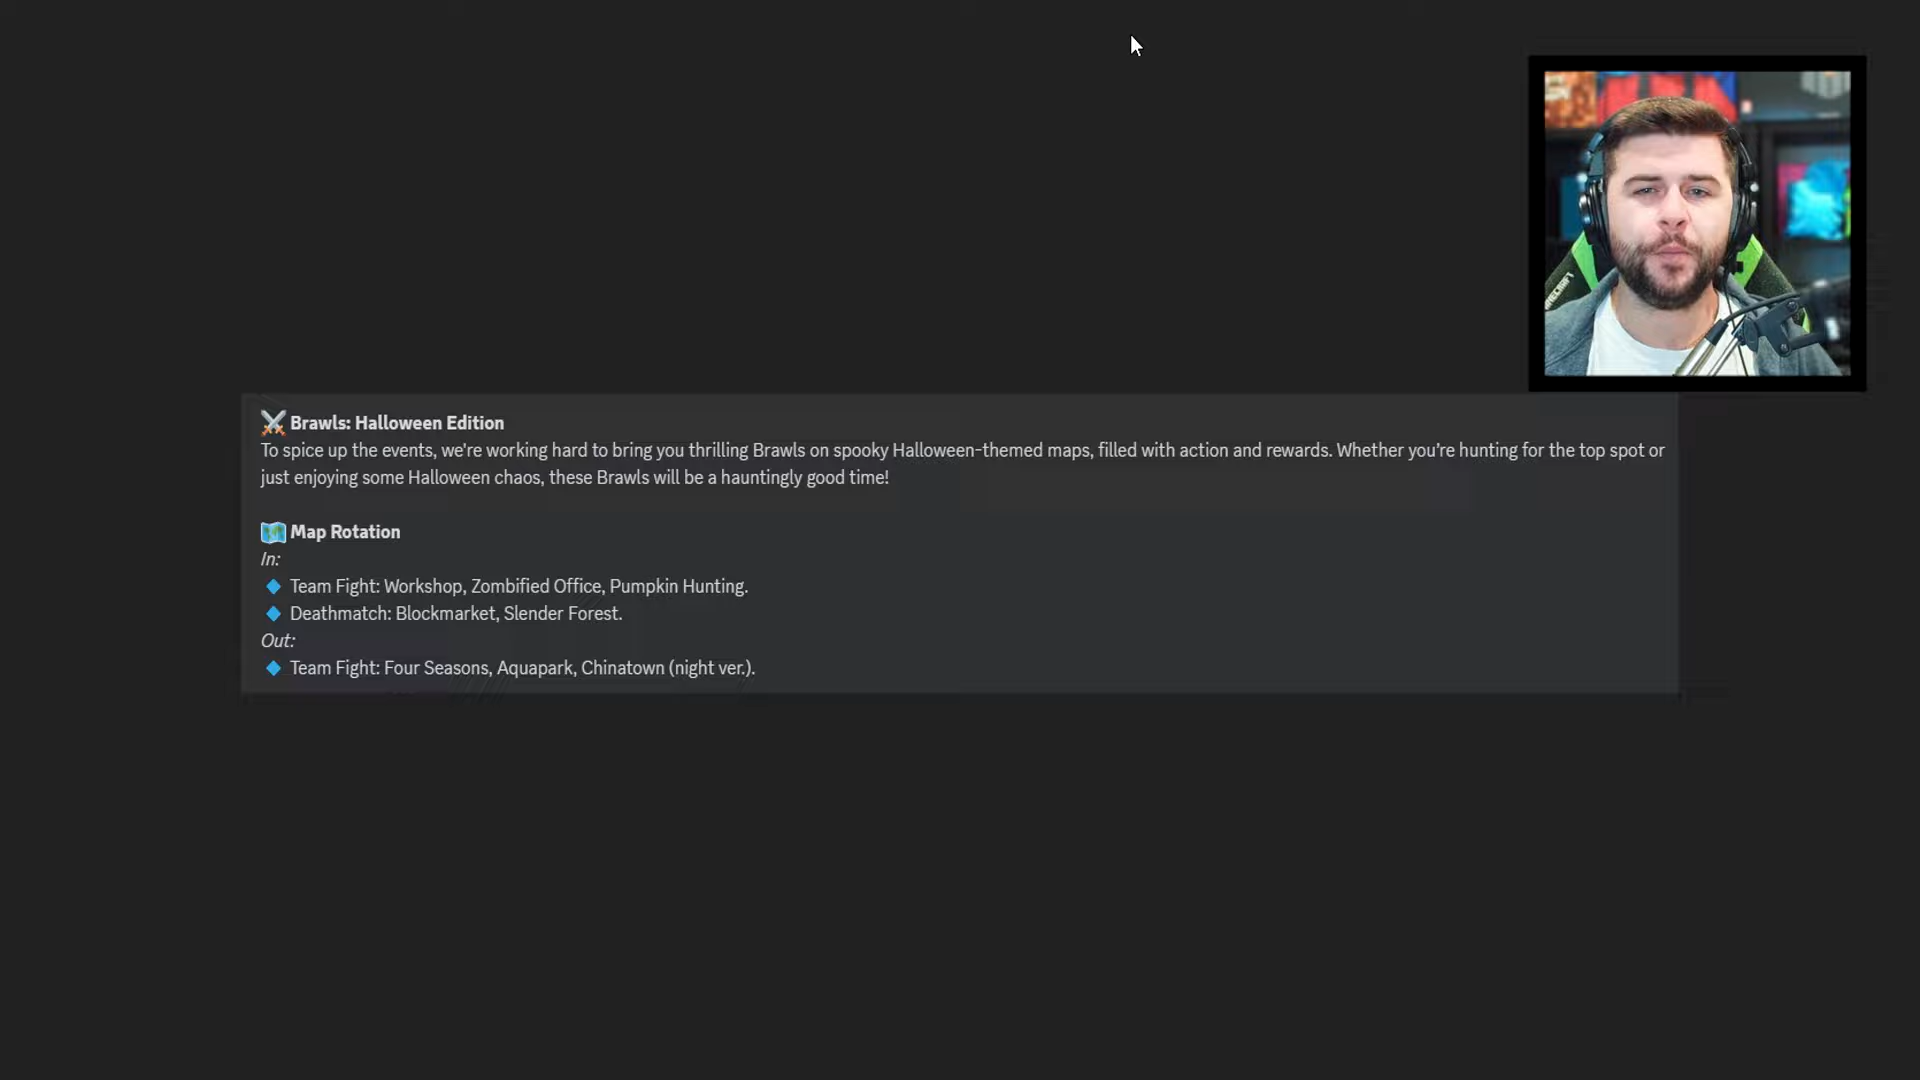 Brawls: Halloween Edition
To spice up the events, we're working hard to bring you thrilling Brawls on spooky Halloween-themed maps, filled with action and rewards. Whether you're hunting for the top spot or
just enjoying some Halloween chaos, these Brawls will be a hauntingly good time!
Map Rotation
In:
Team Fight: Workshop, Zombified Office, Pumpkin Hunting.
Deathmatch: Blockmarket, Slender Forest.
Out:
Team Fight: Four Seasons, Aquapark, Chinatown (night ver.).
MINECRAFT